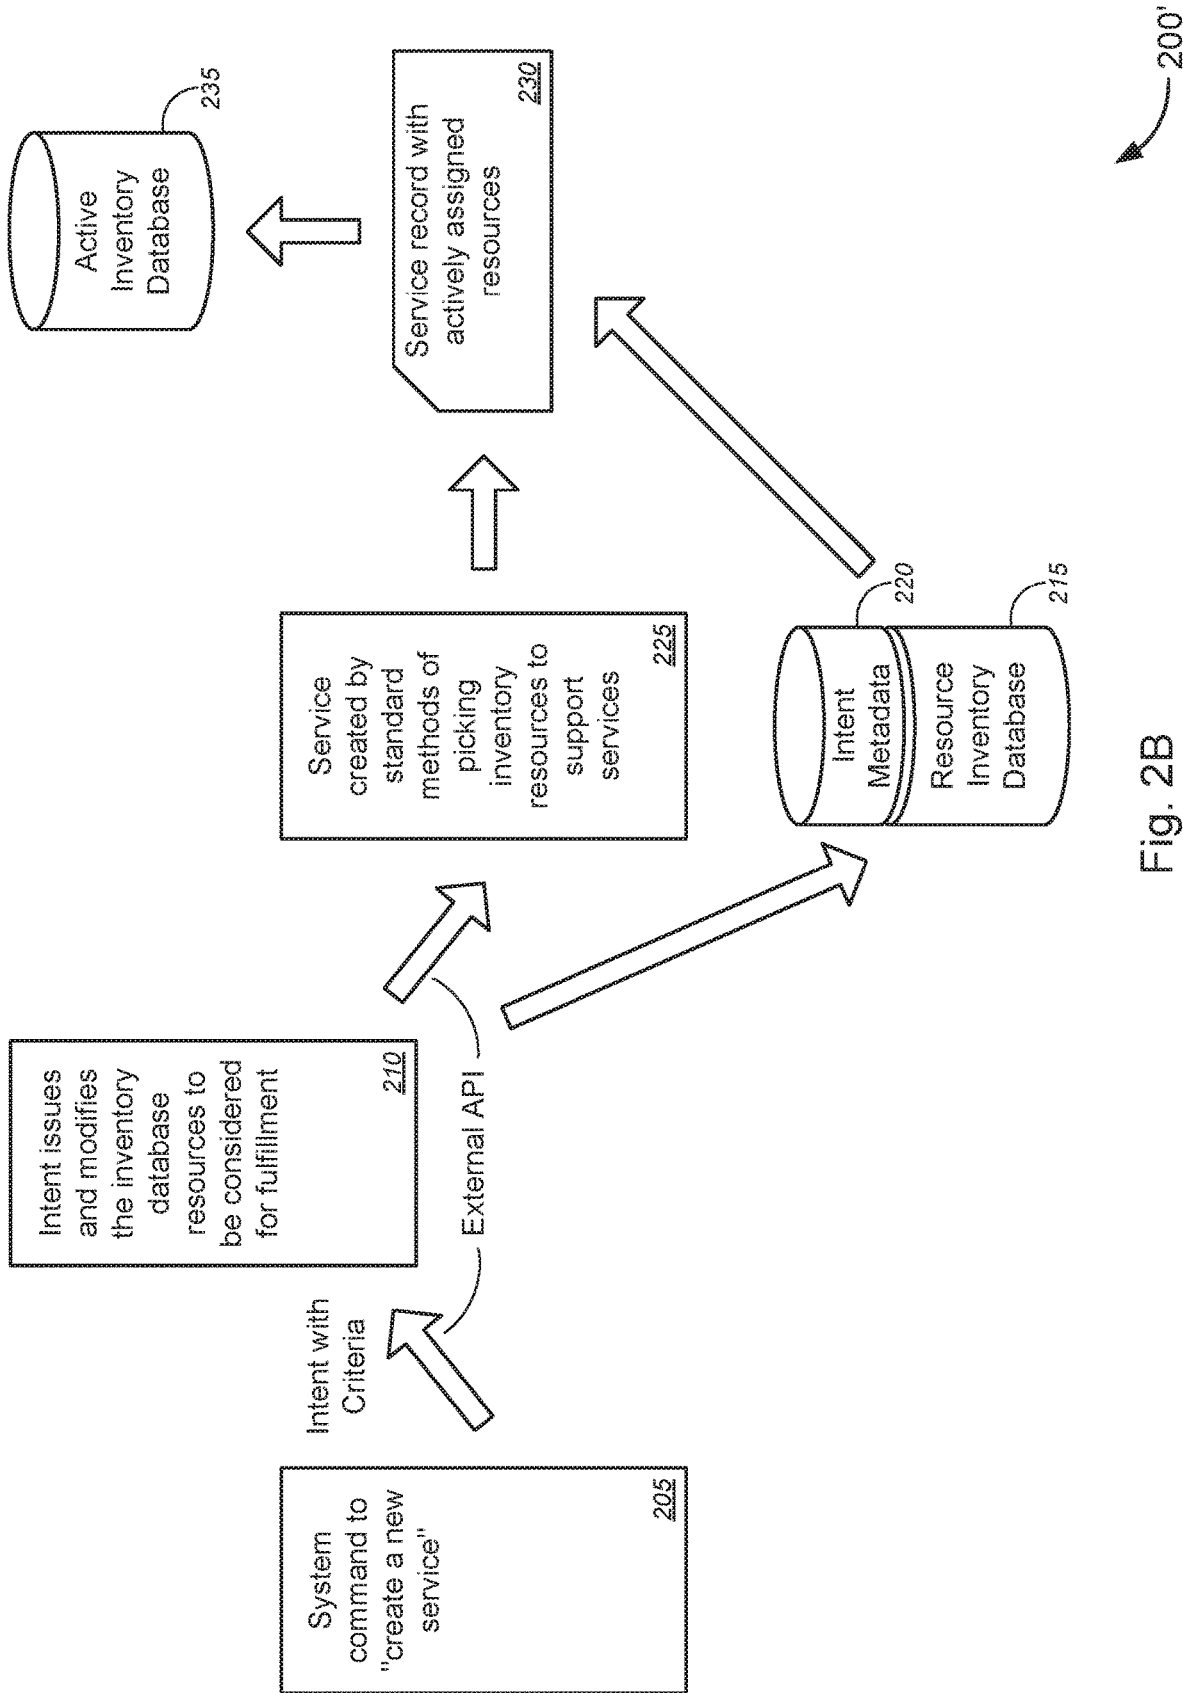 System
command to
"create a new
service"
205
Intent with
Criteria
Intent issues
and modifies
the inventory
database
resources to
be considered
for fulfillment
210
External API
Service
created by
standard
methods of
picking
inventory
resources to
support
services
225
Intent
Metadata
220
Resource
Inventory
Database
215
Service record with
actively assigned
resources
230
Active
Inventory
Database
235
200'
Fig. 2B